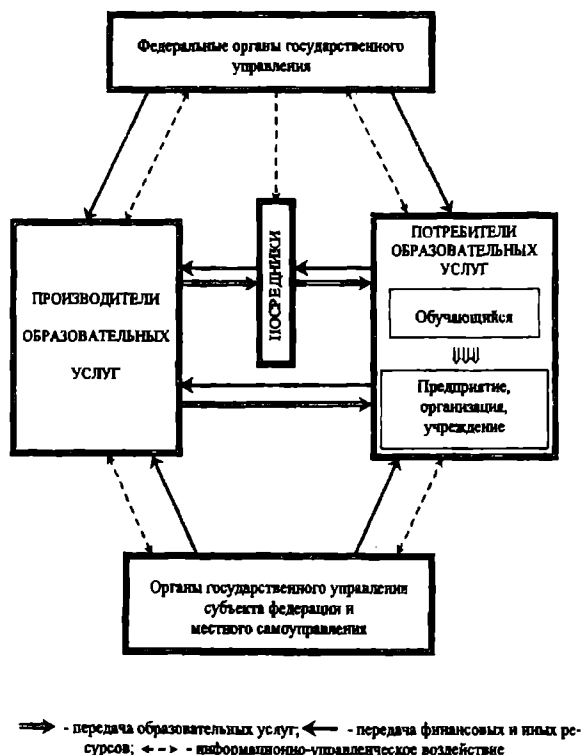 Федеральные органы государственного
управления
ПРОИЗВОДИТЕЛИ
ОБРАЗОВАТЕЛЬНЫХ
УСЛУГ
ПОСРЕДНИКИ
ПОТРЕБИТЕЛИ
ОБРАЗОВАТЕЛЬНЫХ
УСЛУГ
Обучающийся
Предприятие,
организация,
учреждение
Органы государственного управления
субъекта федерации и
местного самоуправления
- передача образовательных услуг; - передача финансовых и иных ре-
сурсов; - информационно-управленческое воздействие